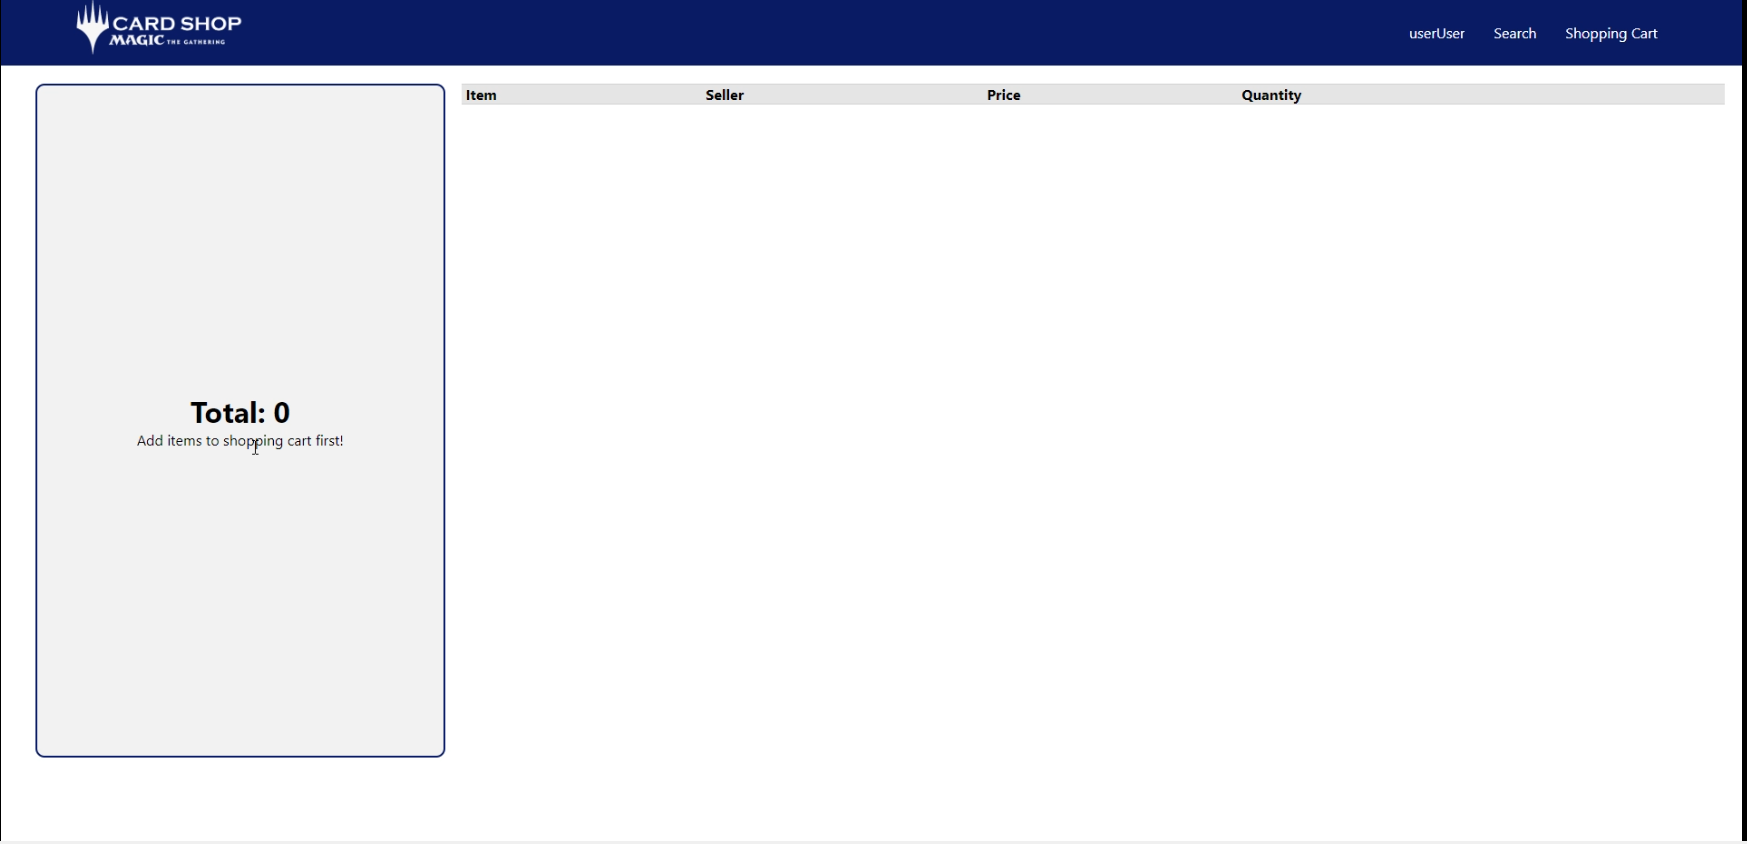 CARD SHOP
MAGIC THE GATHERING
userUser Search Shopping Cart
Item Seller Price Quantity
Total: 0
Add items to shopping cart first!